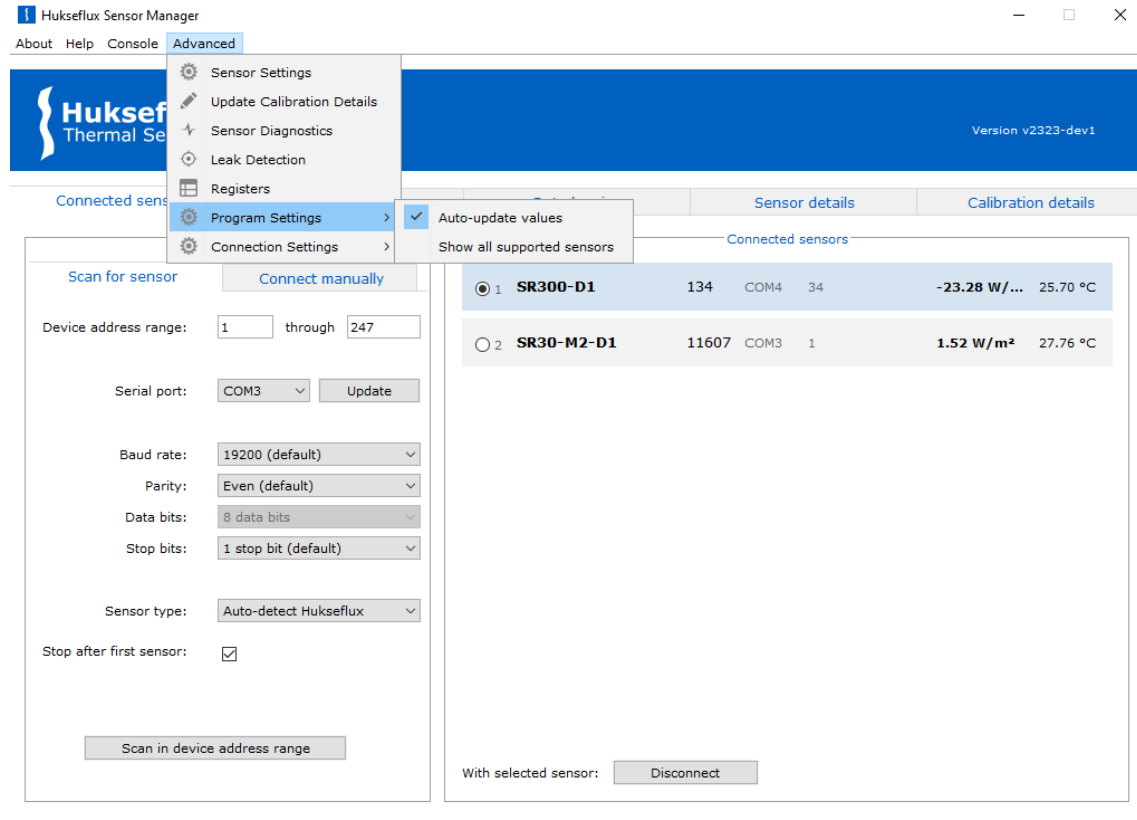 Hukseflux Sensor Manager
About Help Console Advanced
Sensor Settings
Update Calibration Details
Sensor Diagnostics
Leak Detection
Registers
Program Settings
Connection Settings
Auto-update values
Show all supported sensors
Huksef
Thermal Se
Version v2323-dev1
Connected sens
Sensor details
Calibration details
Scan for sensor
Connect manually
Device address range: 1 through 247
Serial port: COM3 Update
Baud rate: 19200 (default)
Parity: Even (default)
Data bits: 8 data bits
Stop bits: 1 stop bit (default)
Sensor type: Auto-detect Hukseflux
Stop after first sensor:
Scan in device address range
Connected sensors
1 SR300-D1 134 COM4 34 -23.28 W/... 25.70 °C
2 SR30-M2-D1 11607 COM3 1 1.52 W/m² 27.76 °C
With selected sensor: Disconnect